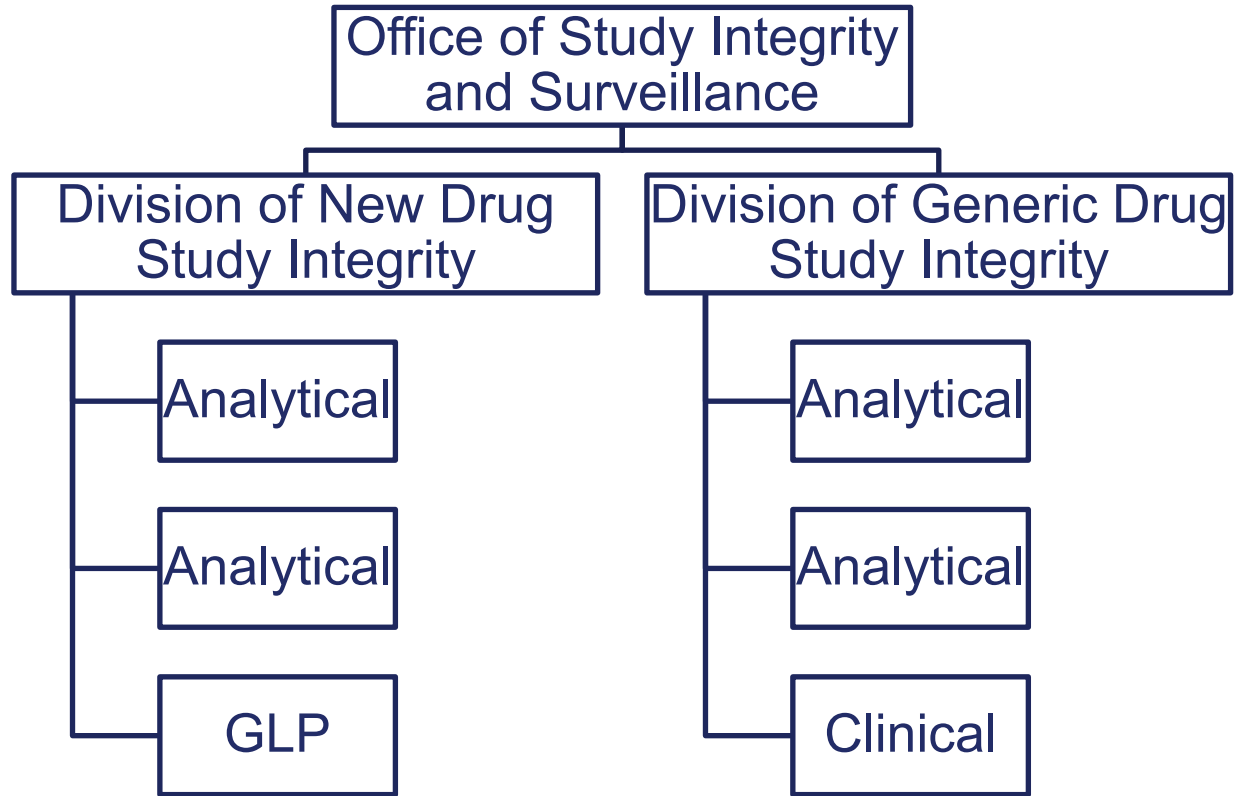 Office of Study Integrity
and Surveillance
Division of New Drug
Study Integrity
Division of Generic Drug
Study Integrity
Analytical
Analytical
GLP
Analytical
Analytical
Clinical